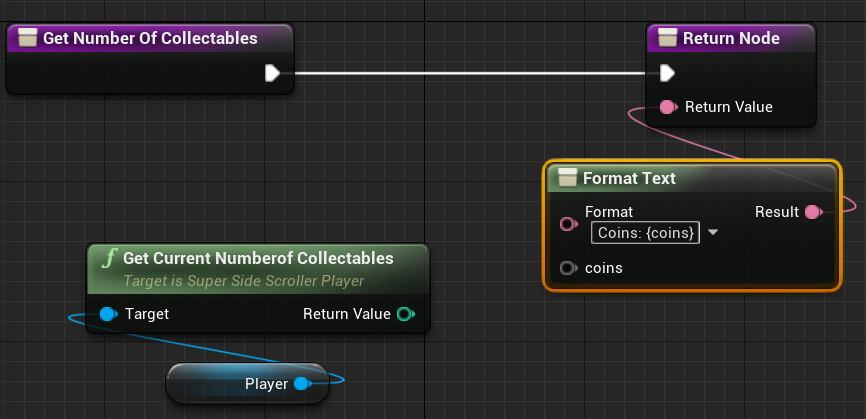 Get Number Of Collectables
Return Node
Return Value
Format Text
Format
Result
Coins: {coins}
coins
f Get Current Numberof Collectables
Target is Super Side Scroller Player
Target
Return Value
Player